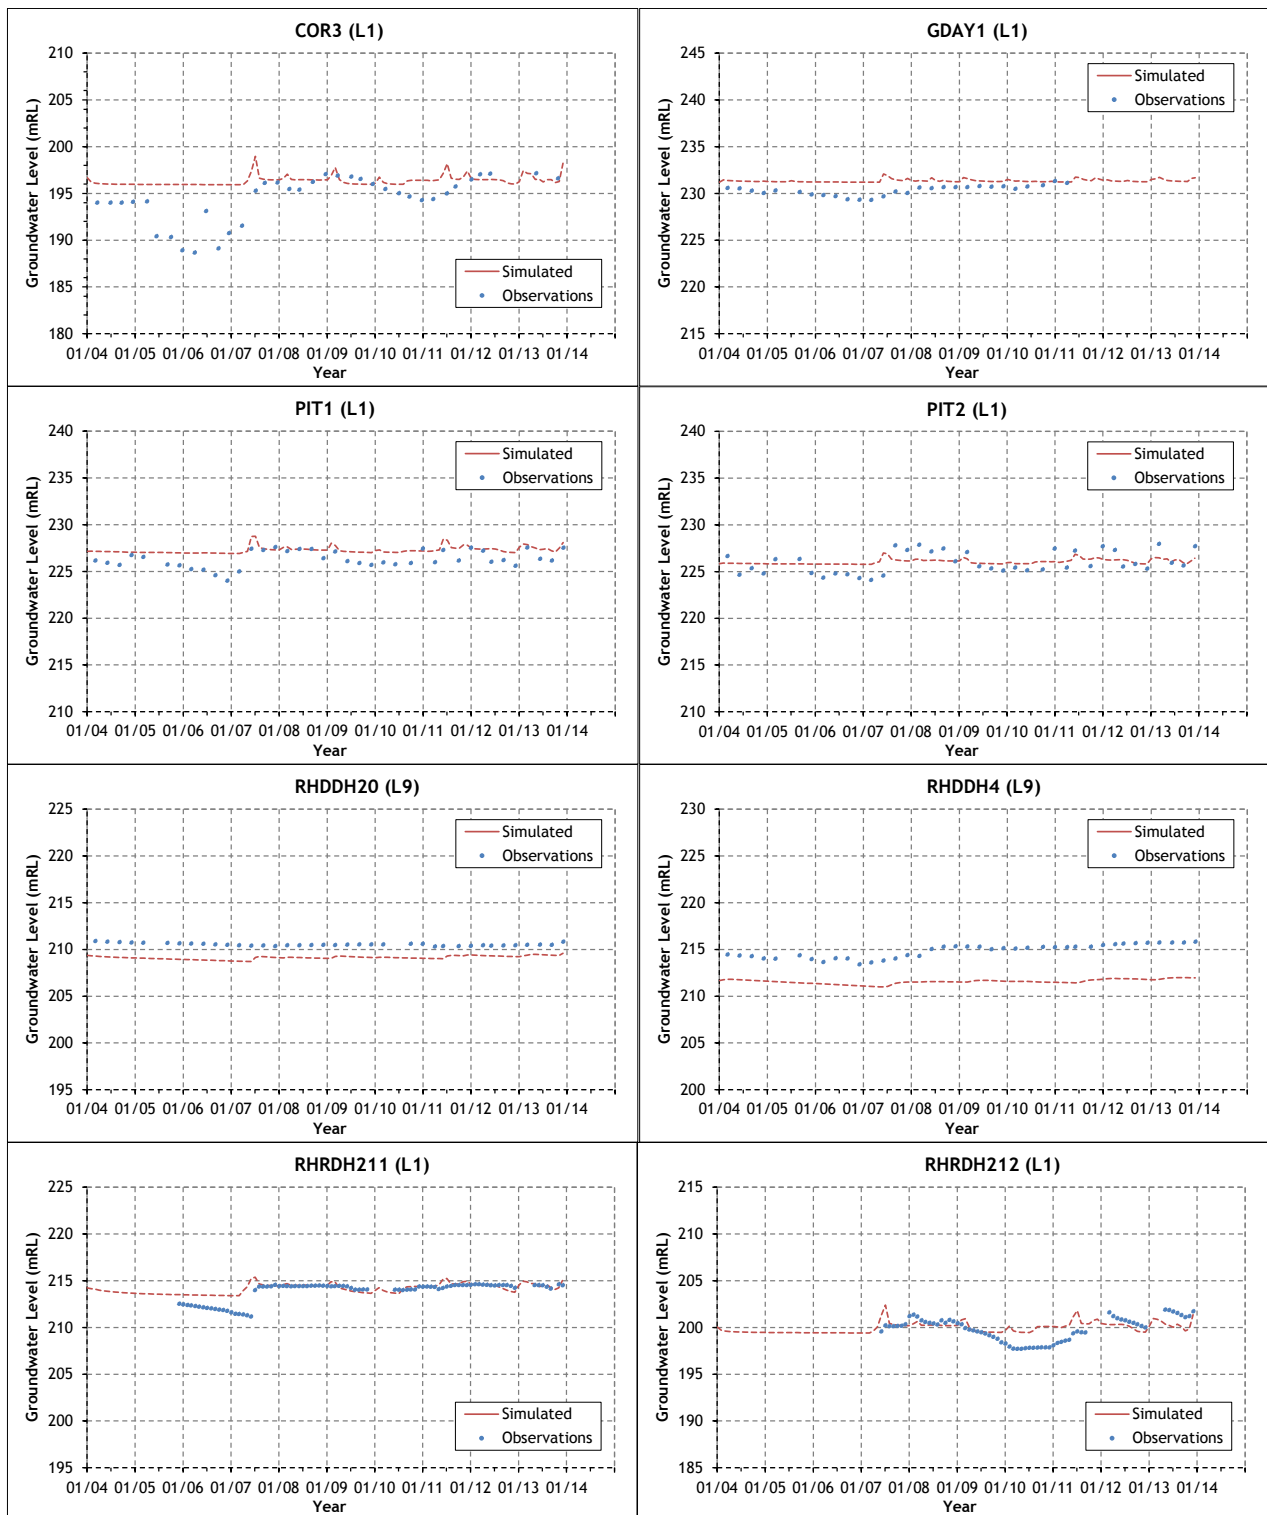 COR3 (L1)
Groundwater Level (mRL)
210
205
200
195
190
185
180
Simulated
Observations
01/04 01/05 01/06 01/07 01/08 01/09 01/10 01/11 01/12 01/13 01/14
Year
GDAY1 (L1)
Groundwater Level (mRL)
245
240
235
230
225
220
215
Simulated
Observations
01/04 01/05 01/06 01/07 01/08 01/09 01/10 01/11 01/12 01/13 01/14
Year
PIT1 (L1)
Groundwater Level (mRL)
240
235
230
225
220
215
210
Simulated
Observations
01/04 01/05 01/06 01/07 01/08 01/09 01/10 01/11 01/12 01/13 01/14
Year
PIT2 (L1)
Groundwater Level (mRL)
240
235
230
225
220
215
210
Simulated
Observations
01/04 01/05 01/06 01/07 01/08 01/09 01/10 01/11 01/12 01/13 01/14
Year
RHDDH20 (L9)
Groundwater Level (mRL)
225
220
215
210
205
200
195
Simulated
Observations
01/04 01/05 01/06 01/07 01/08 01/09 01/10 01/11 01/12 01/13 01/14
Year
RHDDH4 (L9)
Groundwater Level (mRL)
230
225
220
215
210
205
200
Simulated
Observations
01/04 01/05 01/06 01/07 01/08 01/09 01/10 01/11 01/12 01/13 01/14
Year
RHRDH211 (L1)
Groundwater Level (mRL)
225
220
215
210
205
200
195
Simulated
Observations
01/04 01/05 01/06 01/07 01/08 01/09 01/10 01/11 01/12 01/13 01/14
Year
RHRDH212 (L1)
Groundwater Level (mRL)
215
210
205
200
195
190
185
Simulated
Observations
01/04 01/05 01/06 01/07 01/08 01/09 01/10 01/11 01/12 01/13 01/14
Year